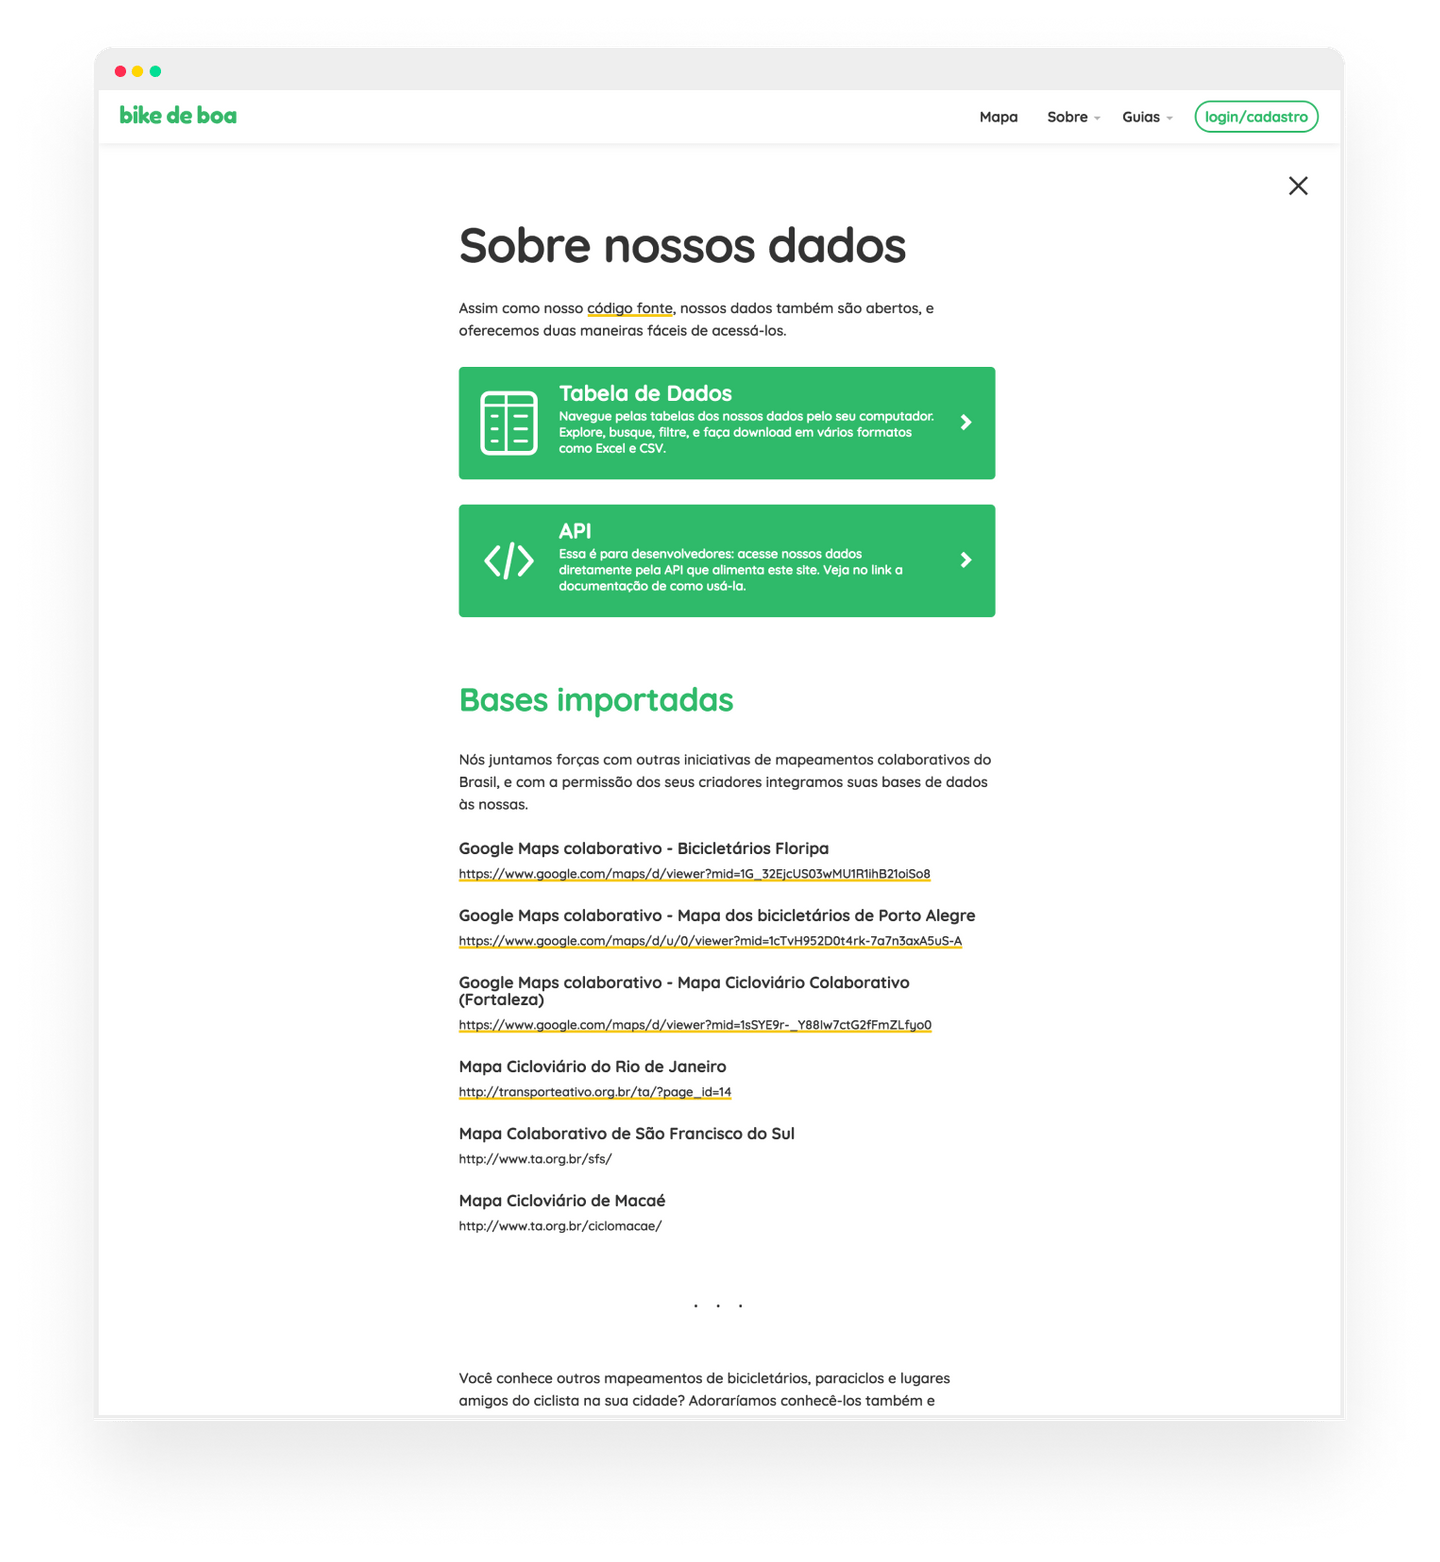 bike de boa
Mapa
Sobre
Guias
login/cadastro
Sobre nossos dados
Assim como nosso código fonte, nossos dados também são abertos, e
oferecemos duas maneiras fáceis de acessá-los.
Tabela de Dados
Navegue pelas tabelas dos nossos dados pelo seu computador.
Explore, busque, filtre, e faça download em vários formatos
como Excel e CSV.
API
Essa é para desenvolvedores: acesse nossos dados
diretamente pela API que alimenta este site. Veja no link a
documentação de como usá-la.
Bases importadas
Nós juntamos forças com outras iniciativas de mapeamentos colaborativos do
Brasil, e com a permissão dos seus criadores integramos suas bases de dados
às nossas.
Google Maps colaborativo - Bicicletários Floripa
https://www.google.com/maps/d/viewer?mid=1G_32EjcUS03wMU1R1ihB21oiSo8
Google Maps colaborativo - Mapa dos bicicletários de Porto Alegre
https://www.google.com/maps/d/u/0/viewer?mid=1cTvH952D0t4rk-7a7n3axA5uS-A
Google Maps colaborativo - Mapa Cicloviário Colaborativo
(Fortaleza)
https://www.google.com/maps/d/viewer?mid=1sSYE9r-_Y88Iw7ctG2fFmZLfyo0
Mapa Cicloviário do Rio de Janeiro
http://transporteativo.org.br/ta/?page_id=14
Mapa Colaborativo de São Francisco do Sul
http://www.ta.org.br/sfs/
Mapa Cicloviário de Macaé
http://www.ta.org.br/ciclomacae/
. . .
Você conhece outros mapeamentos de bicicletários, paraciclos e lugares
amigos do ciclista na sua cidade? Adoraríamos conhecê-los também e